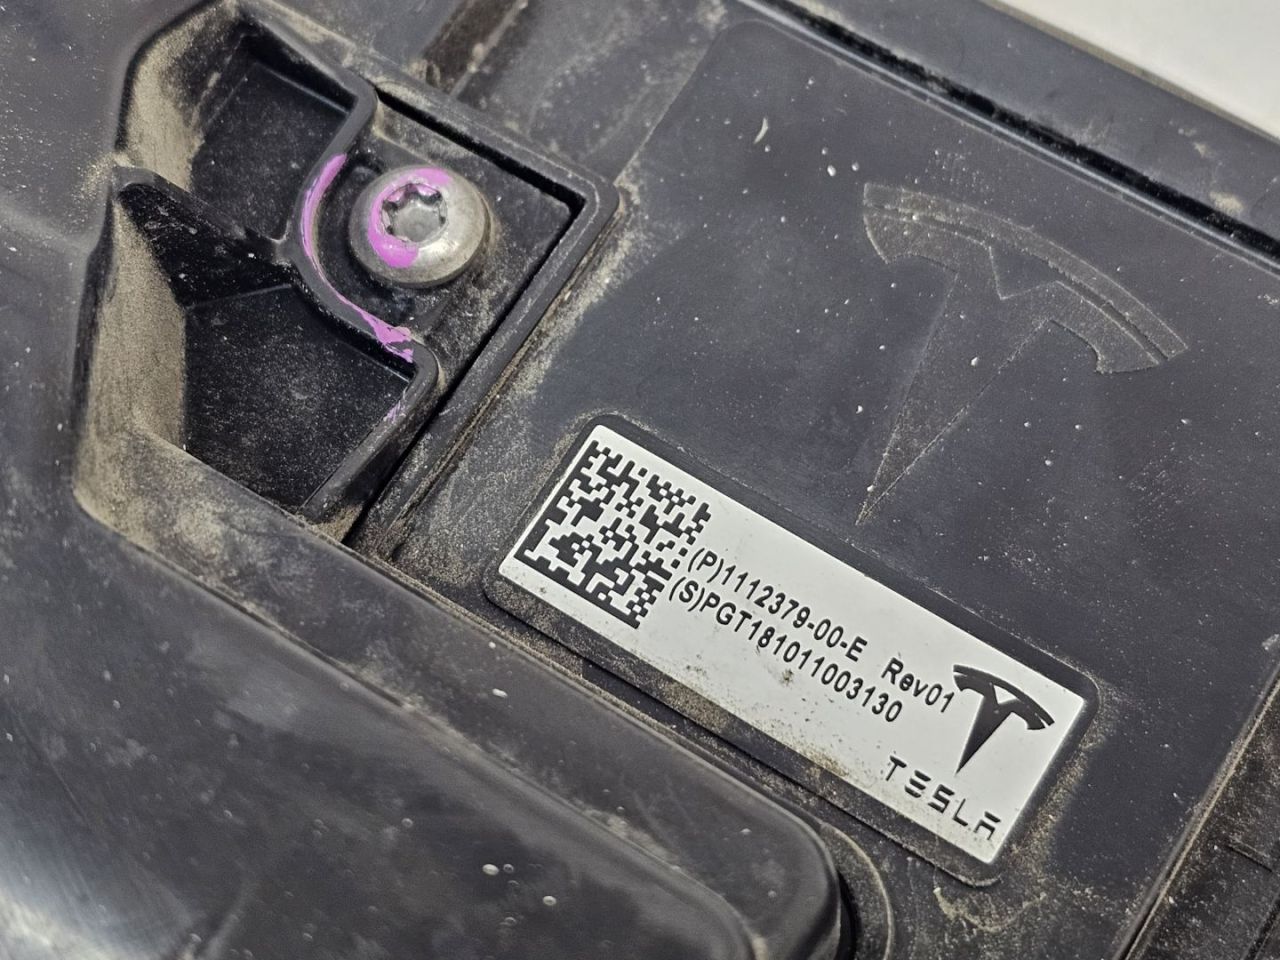 (P)1112379-00-E Rev01
(S)PGT181011003130
TESLA